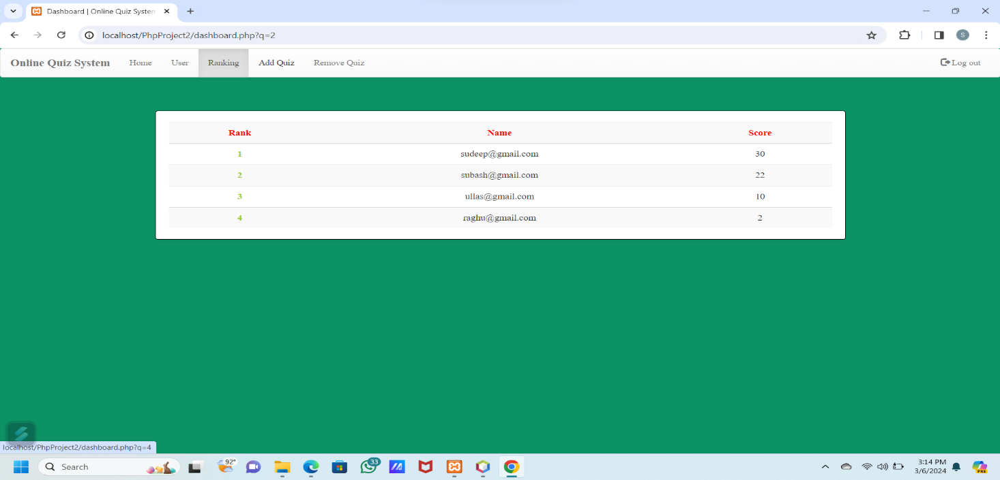 Dashboard | Online Quiz System
localhost/PhpProject2/dashboard.php?q=2
S
Online Quiz System Home User Ranking Add Quiz Remove Quiz Log out
Rank Name Score
1 sudeep@gmail.com 30
2 subash@gmail.com 22
3 ullas@gmail.com 10
4 raghu@gmail.com 2
localhost/PhpProject2/dashboard.php?q=4
Search 92° 33 3:14 PM
3/6/2024
PRE